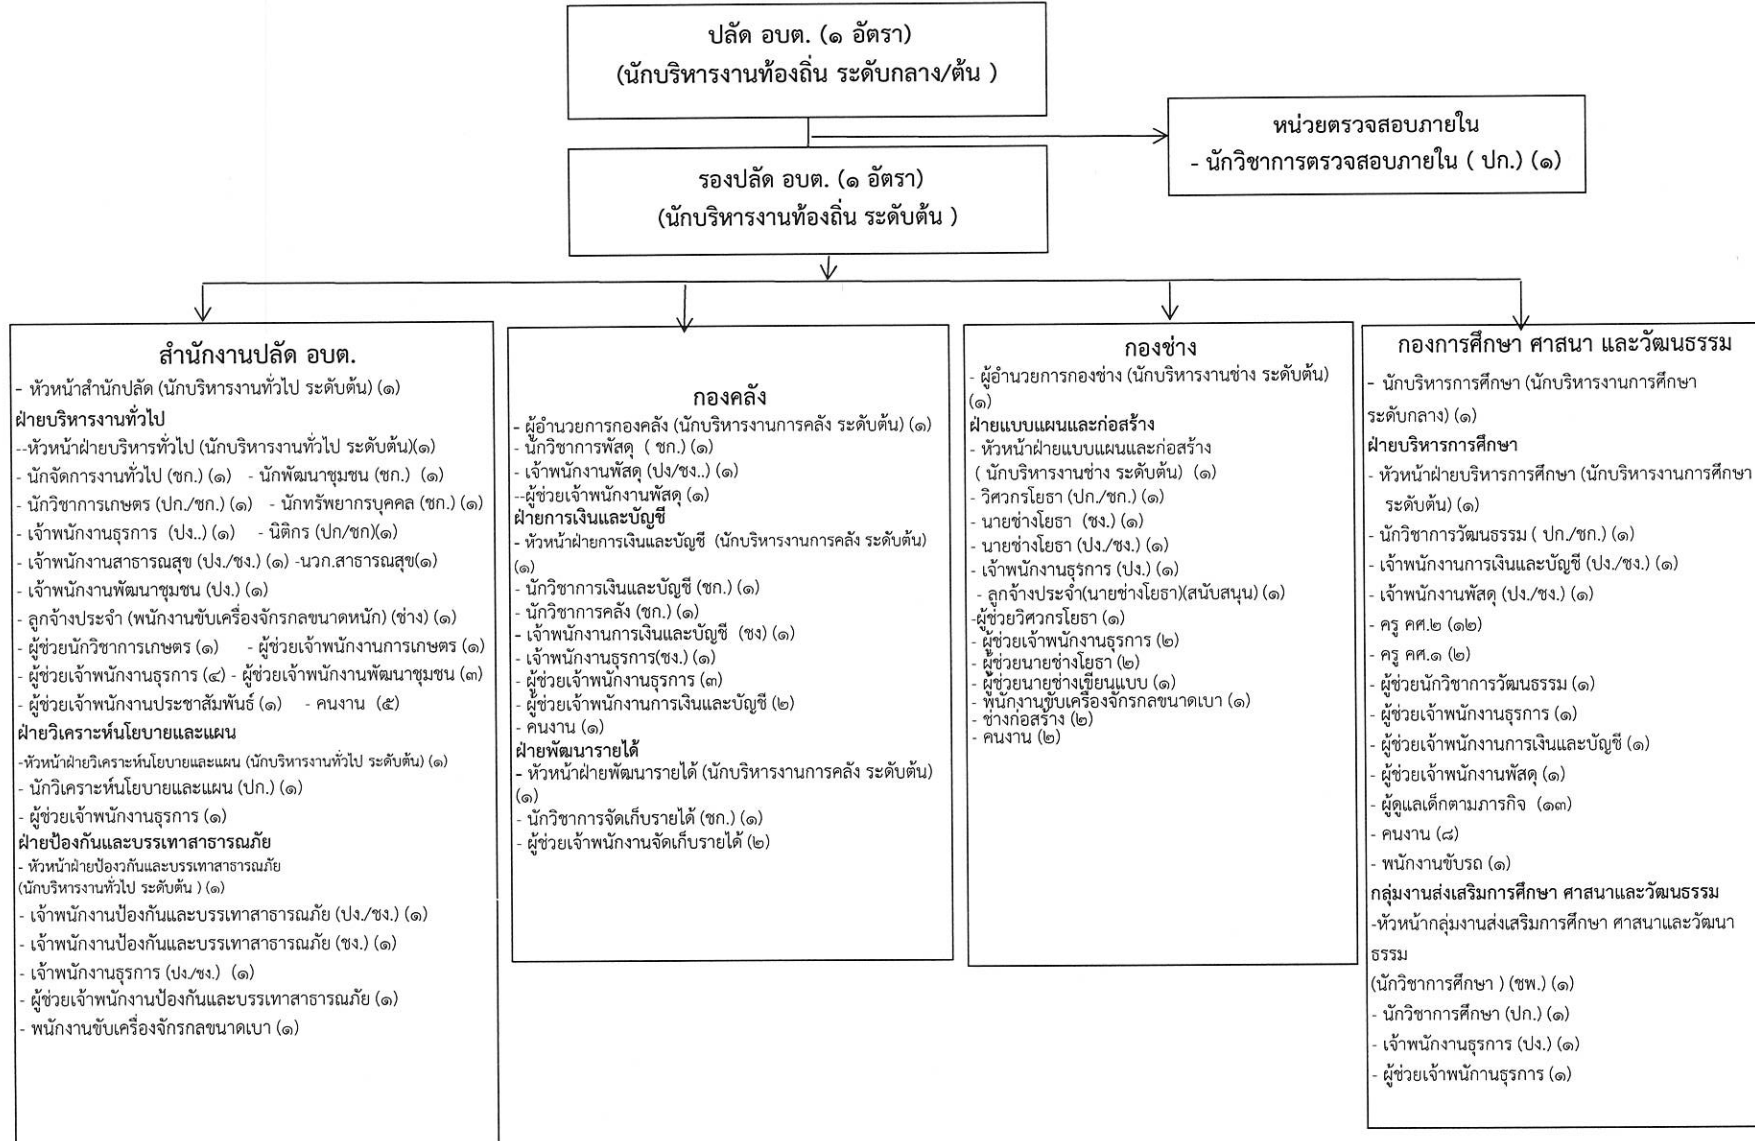 ปลัด อบต. (๑ อัตรา)
(นักบริหารงานท้องถิ่น ระดับกลาง/ต้น )
หน่วยตรวจสอบภายใน
- นักวิชาการตรวจสอบภายใน ( ปก.) (๑)
รองปลัด อบต. (๑ อัตรา)
(นักบริหารงานท้องถิ่น ระดับต้น )
สำนักงานปลัด อบต.
- หัวหน้าสำนักปลัด (นักบริหารงานทั่วไป ระดับต้น) (๑)
ฝ่ายบริหารงานทั่วไป
--หัวหน้าฝ่ายบริหารทั่วไป (นักบริหารงานทั่วไป ระดับต้น)(๑)
- นักจัดการงานทั่วไป (ชก.) (๑) - นักพัฒนาชุมชน (ชก.) (๑)
- นักวิชาการเกษตร (ปก./ชก.) (๑) - นักทรัพยากรบุคคล (ชก.) (๑)
- เจ้าพนักงานธุรการ (ปง..) (๑) - นิติกร (ปก/ชก)(๑)
- เจ้าพนักงานสาธารณสุข (ปง./ชง.) (๑) -นวก.สาธารณสุข(๑)
- เจ้าพนักงานพัฒนาชุมชน (ปง.) (๑)
- ลูกจ้างประจำ (พนักงานขับเครื่องจักรกลขนาดหนัก) (ช่าง) (๑)
- ผู้ช่วยนักวิชาการเกษตร (๑) - ผู้ช่วยเจ้าพนักงานการเกษตร (๑)
- ผู้ช่วยเจ้าพนักงานธุรการ (๔) - ผู้ช่วยเจ้าพนักงานพัฒนาชุมชน (๓)
- ผู้ช่วยเจ้าพนักงานประชาสัมพันธ์ (๑) - คนงาน (๕)
ฝ่ายวิเคราะห์นโยบายและแผน
-หัวหน้าฝ่ายวิเคราะห์นโยบายและแผน (นักบริหารงานทั่วไป ระดับต้น) (๑)
- นักวิเคราะห์นโยบายและแผน (ปก.) (๑)
- ผู้ช่วยเจ้าพนักงานธุรการ (๑)
ฝ่ายป้องกันและบรรเทาสาธารณภัย
- หัวหน้าฝ่ายป้องวกันและบรรเทาสาธารณภัย
(นักบริหารงานทั่วไป ระดับต้น ) (๑)
- เจ้าพนักงานป้องกันและบรรเทาสาธารณภัย (ปง./ชง.) (๑)
- เจ้าพนักงานป้องกันและบรรเทาสาธารณภัย (ชง.) (๑)
- เจ้าพนักงานธุรการ (ปง./ชง.) (๑)
- ผู้ช่วยเจ้าพนักงานป้องกันและบรรเทาสาธารณภัย (๑)
- พนักงานขับเครื่องจักรกลขนาดเบา (๑)
กองคลัง
- ผู้อำนวยการกองคลัง (นักบริหารงานการคลัง ระดับต้น) (๑)
- นักวิชาการพัสดุ ( ชก.) (๑)
- เจ้าพนักงานพัสดุ (ปง/ชง..) (๑)
--ผู้ช่วยเจ้าพนักงานพัสดุ (๑)
ฝ่ายการเงินและบัญชี
- หัวหน้าฝ่ายการเงินและบัญชี (นักบริหารงานการคลัง ระดับต้น)
(๑)
- นักวิชาการเงินและบัญชี (ชก.) (๑)
- นักวิชาการคลัง (ชก.) (๑)
- เจ้าพนักงานการเงินและบัญชี (ชง) (๑)
- เจ้าพนักงานธุรการ(ชง.) (๑)
- ผู้ช่วยเจ้าพนักงานธุรการ (๓)
- ผู้ช่วยเจ้าพนักงานการเงินและบัญชี (๒)
- คนงาน (๑)
ฝ่ายพัฒนารายได้
- หัวหน้าฝ่ายพัฒนารายได้ (นักบริหารงานการคลัง ระดับต้น)
(๑)
- นักวิชาการจัดเก็บรายได้ (ชก.) (๑)
- ผู้ช่วยเจ้าพนักงานจัดเก็บรายได้ (๒)
กองช่าง
- ผู้อำนวยการกองช่าง (นักบริหารงานช่าง ระดับต้น)
(๑)
ฝ่ายแบบแผนและก่อสร้าง
- หัวหน้าฝ่ายแบบแผนและก่อสร้าง
( นักบริหารงานช่าง ระดับต้น) (๑)
- วิศวกรโยธา (ปก./ชก.) (๑)
- นายช่างโยธา (ชง.) (๑)
- นายช่างโยธา (ปง./ชง.) (๑)
- เจ้าพนักงานธุรการ (ปง.) (๑)
- ลูกจ้างประจำ(นายช่างโยธา)(สนับสนุน) (๑)
-ผู้ช่วยวิศวกรโยธา (๑)
- ผู้ช่วยเจ้าพนักงานธุรการ (๒)
- ผู้ช่วยนายช่างโยธา (๒)
- ผู้ช่วยนายช่างเขียนแบบ (๑)
- พนักงานขับเครื่องจักรกลขนาดเบา (๑)
- ช่างก่อสร้าง (๒)
- คนงาน (๒)
กองการศึกษา ศาสนา และวัฒนธรรม
- นักบริหารการศึกษา (นักบริหารงานการศึกษา
ระดับกลาง) (๑)
ฝ่ายบริหารการศึกษา
- หัวหน้าฝ่ายบริหารการศึกษา (นักบริหารงานการศึกษา
ระดับต้น) (๑)
- นักวิชาการวัฒนธรรม ( ปก./ชก.) (๑)
- เจ้าพนักงานการเงินและบัญชี (ปง./ชง.) (๑)
- เจ้าพนักงานพัสดุ (ปง./ชง.) (๑)
- ครู คศ.๒ (๑๒)
- ครู คศ.๑ (๒)
- ผู้ช่วยนักวิชาการวัฒนธรรม (๑)
- ผู้ช่วยเจ้าพนักงานธุรการ (๑)
- ผู้ช่วยเจ้าพนักงานการเงินและบัญชี (๑)
- ผู้ช่วยเจ้าพนักงานพัสดุ (๑)
- ผู้ดูแลเด็กตามภารกิจ (๑๓)
- คนงาน (๘)
- พนักงานขับรถ (๑)
กลุ่มงานส่งเสริมการศึกษา ศาสนาและวัฒนธรรม
-หัวหน้ากลุ่มงานส่งเสริมการศึกษา ศาสนาและวัฒนา
ธรรม
(นักวิชาการศึกษา ) (ชพ.) (๑)
- นักวิชาการศึกษา (ปก.) (๑)
- เจ้าพนักงานธุรการ (ปง.) (๑)
- ผู้ช่วยเจ้าพนักานธุรการ (๑)